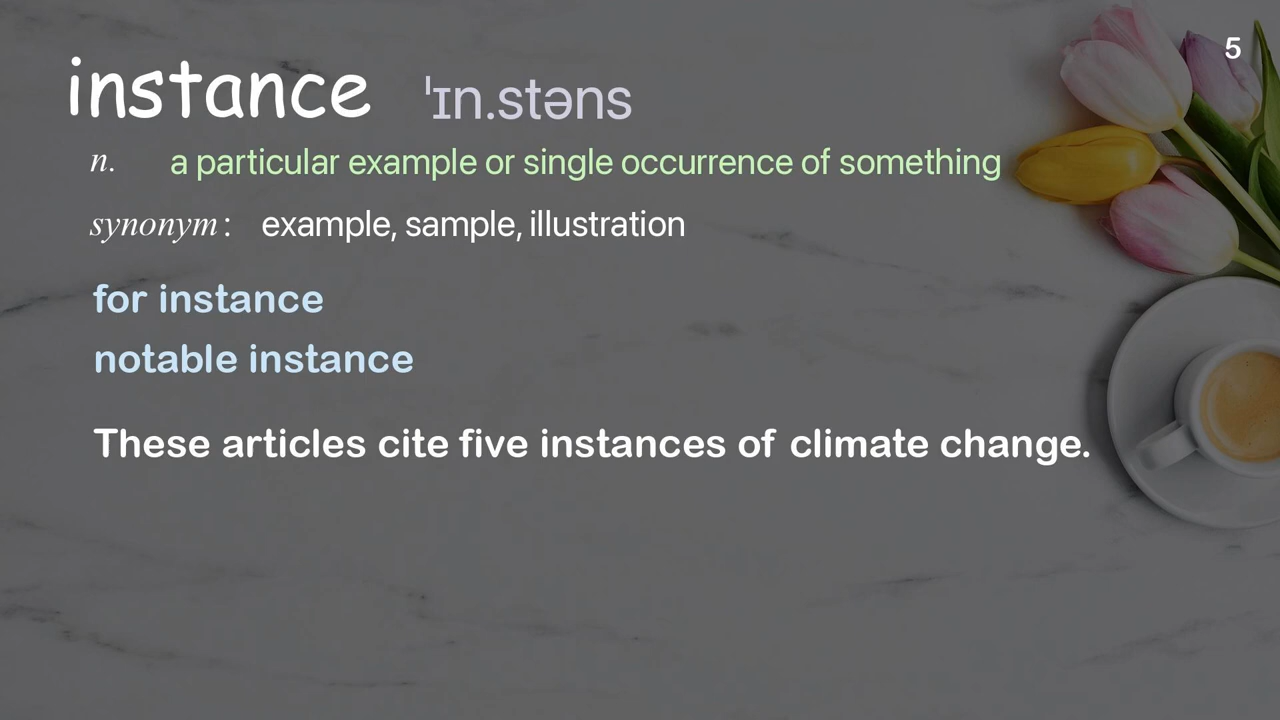 5
instance ˈɪn.stəns
n. a particular example or single occurrence of something
synonym: example, sample, illustration
for instance
notable instance
These articles cite five instances of climate change.